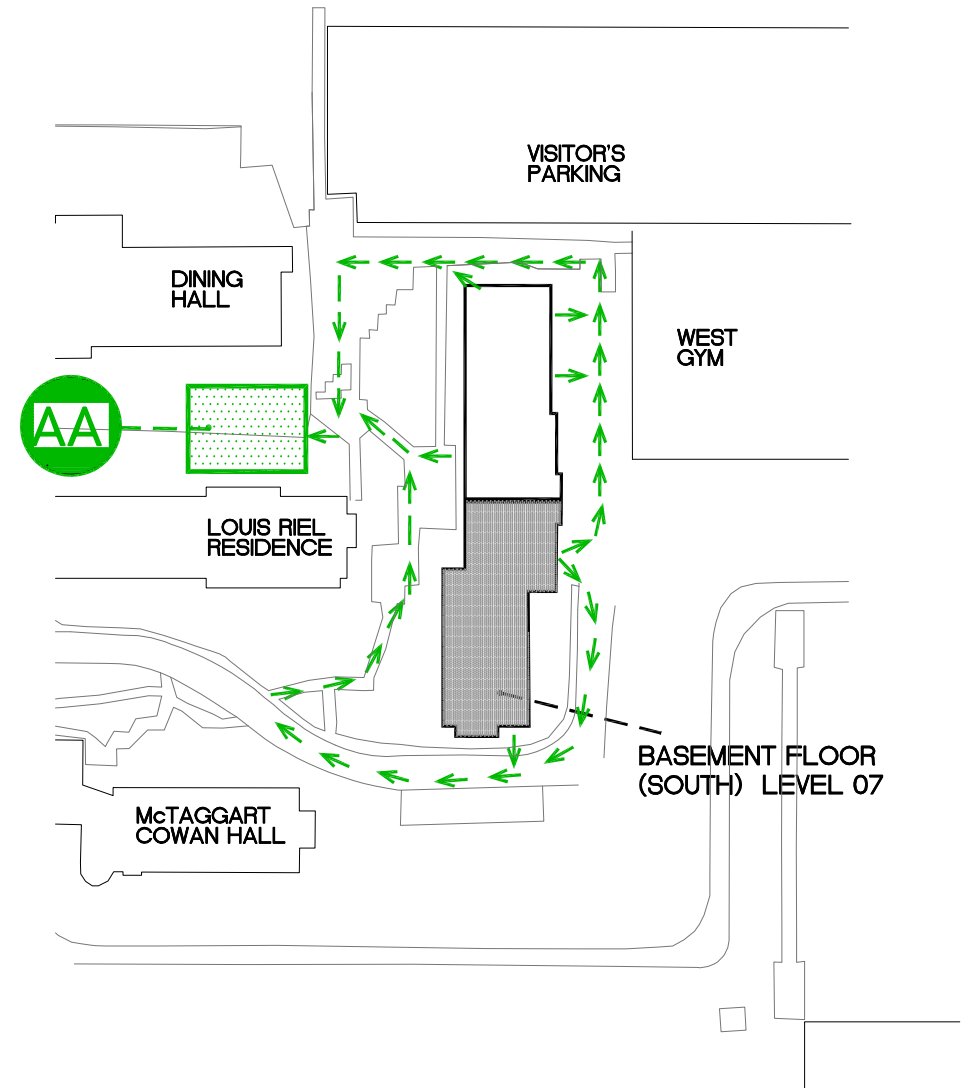 VISITOR'S
PARKING
DINING
HALL
WEST
GYM
AA
LOUIS RIEL
RESIDENCE
BASEMENT FLOOR
(SOUTH) LEVEL 07
McTAGGART
COWAN HALL